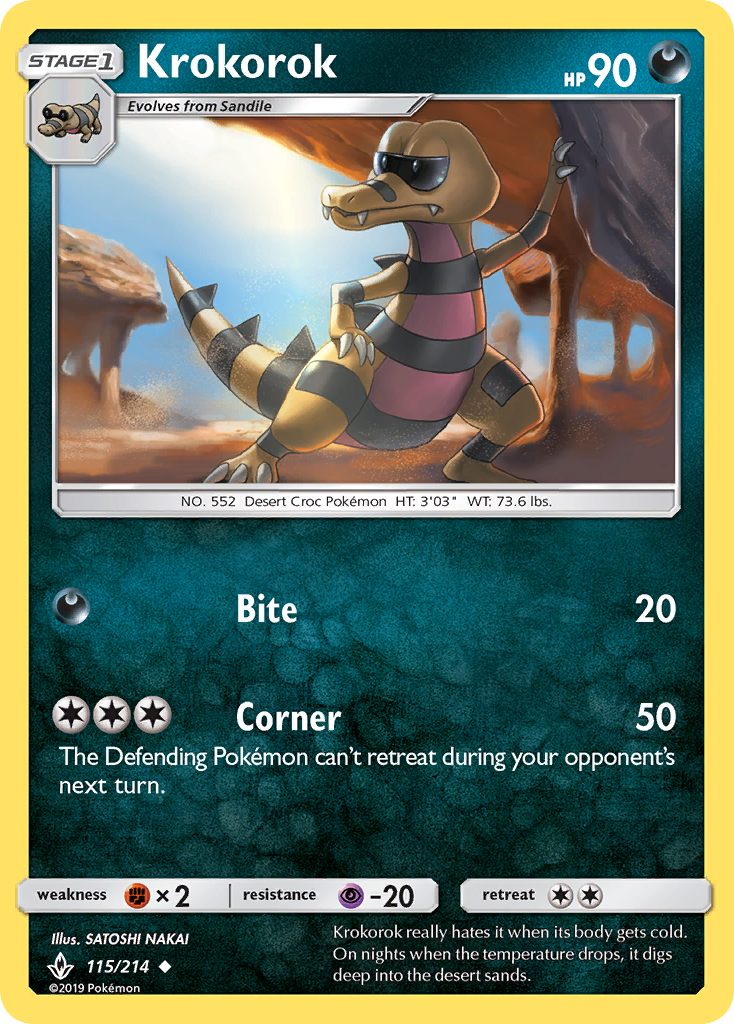 STAGE1
Krokorok
HP90
Evolves from Sandile
NO. 552 Desert Croc Pokémon HT: 3'03" WT: 73.6 lbs.
Bite 20
Corner 50
The Defending Pokémon can't retreat during your opponent's
next turn.
weakness ×2 resistance -20 retreat
Illus. SATOSHI NAKAI
115/214
©2019 Pokémon
Krokorok really hates it when its body gets cold.
On nights when the temperature drops, it digs
deep into the desert sands.